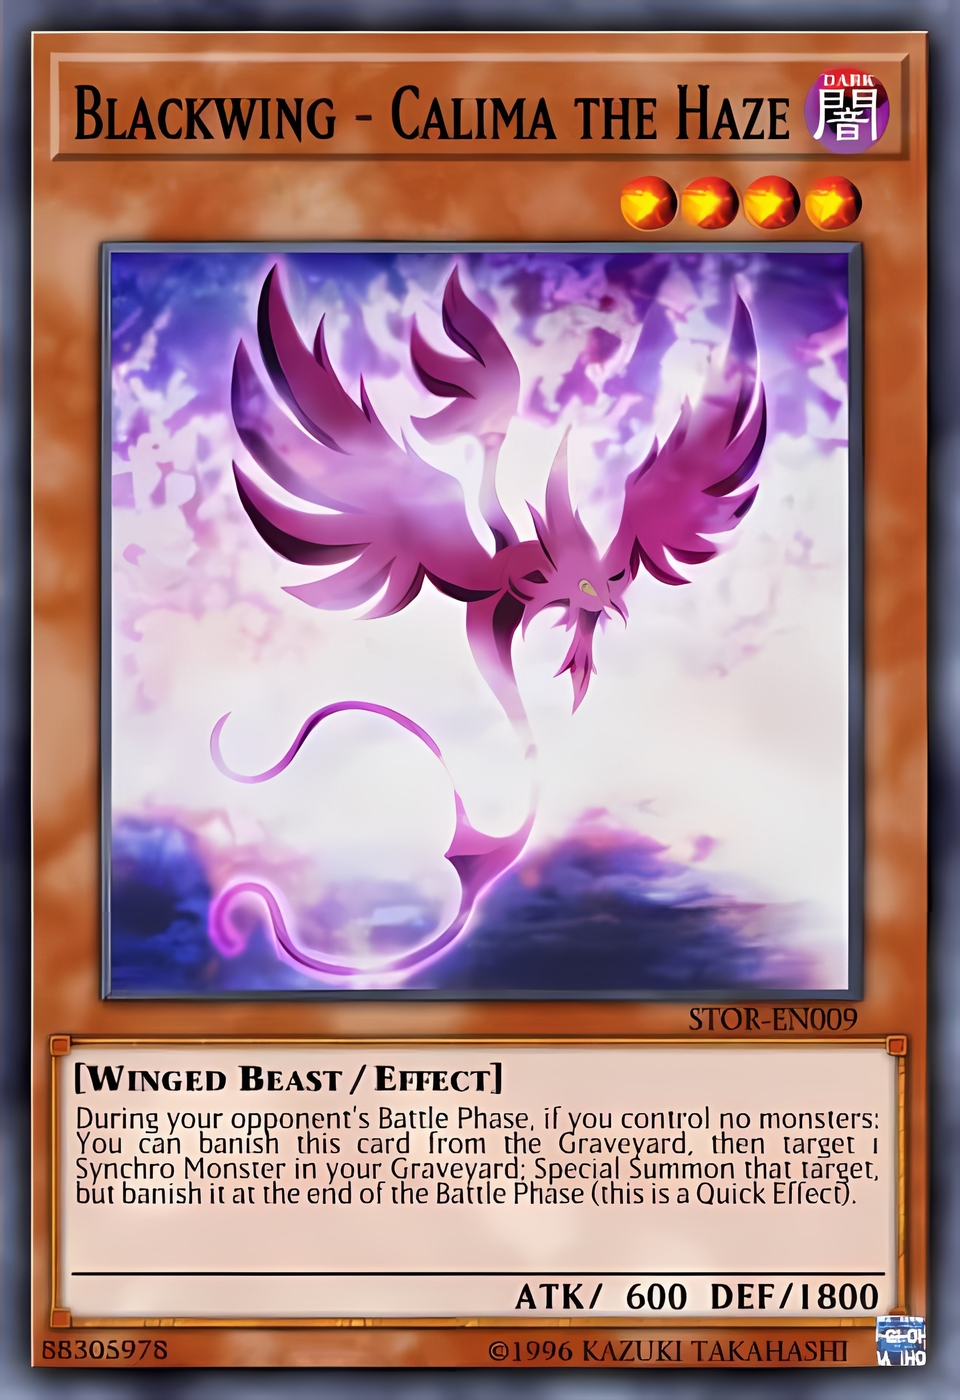 BLACKWING - CALIMA THE HAZE
DARK
闇
STOR-EN009
[WINGED BEAST / EFFECT]
During your opponent's Battle Phase, if you control no monsters:
You can banish this card from the Graveyard, then target 1
Synchro Monster in your Graveyard; Special Summon that target,
but banish it at the end of the Battle Phase (this is a Quick Effect).
ATK/ 600 DEF/1800
88305978
©1996 KAZUKI TAKAHASHI